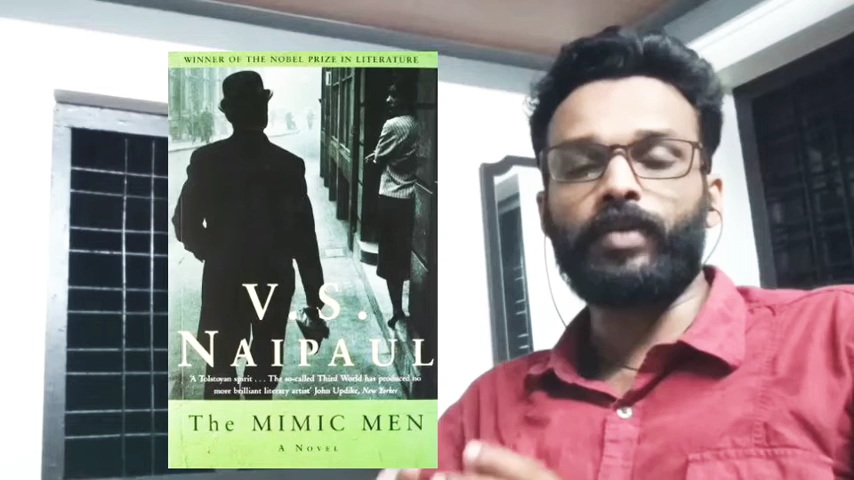 WINNER OF THE NOBEL PRIZE IN LITERATURE
V. S.
NAIPAUL
'A Tolstoyan spirit . . . The so-called Third World has produced no
more brilliant literary artist' John Updike, New Yorker
The MIMIC MEN
A NOVEL